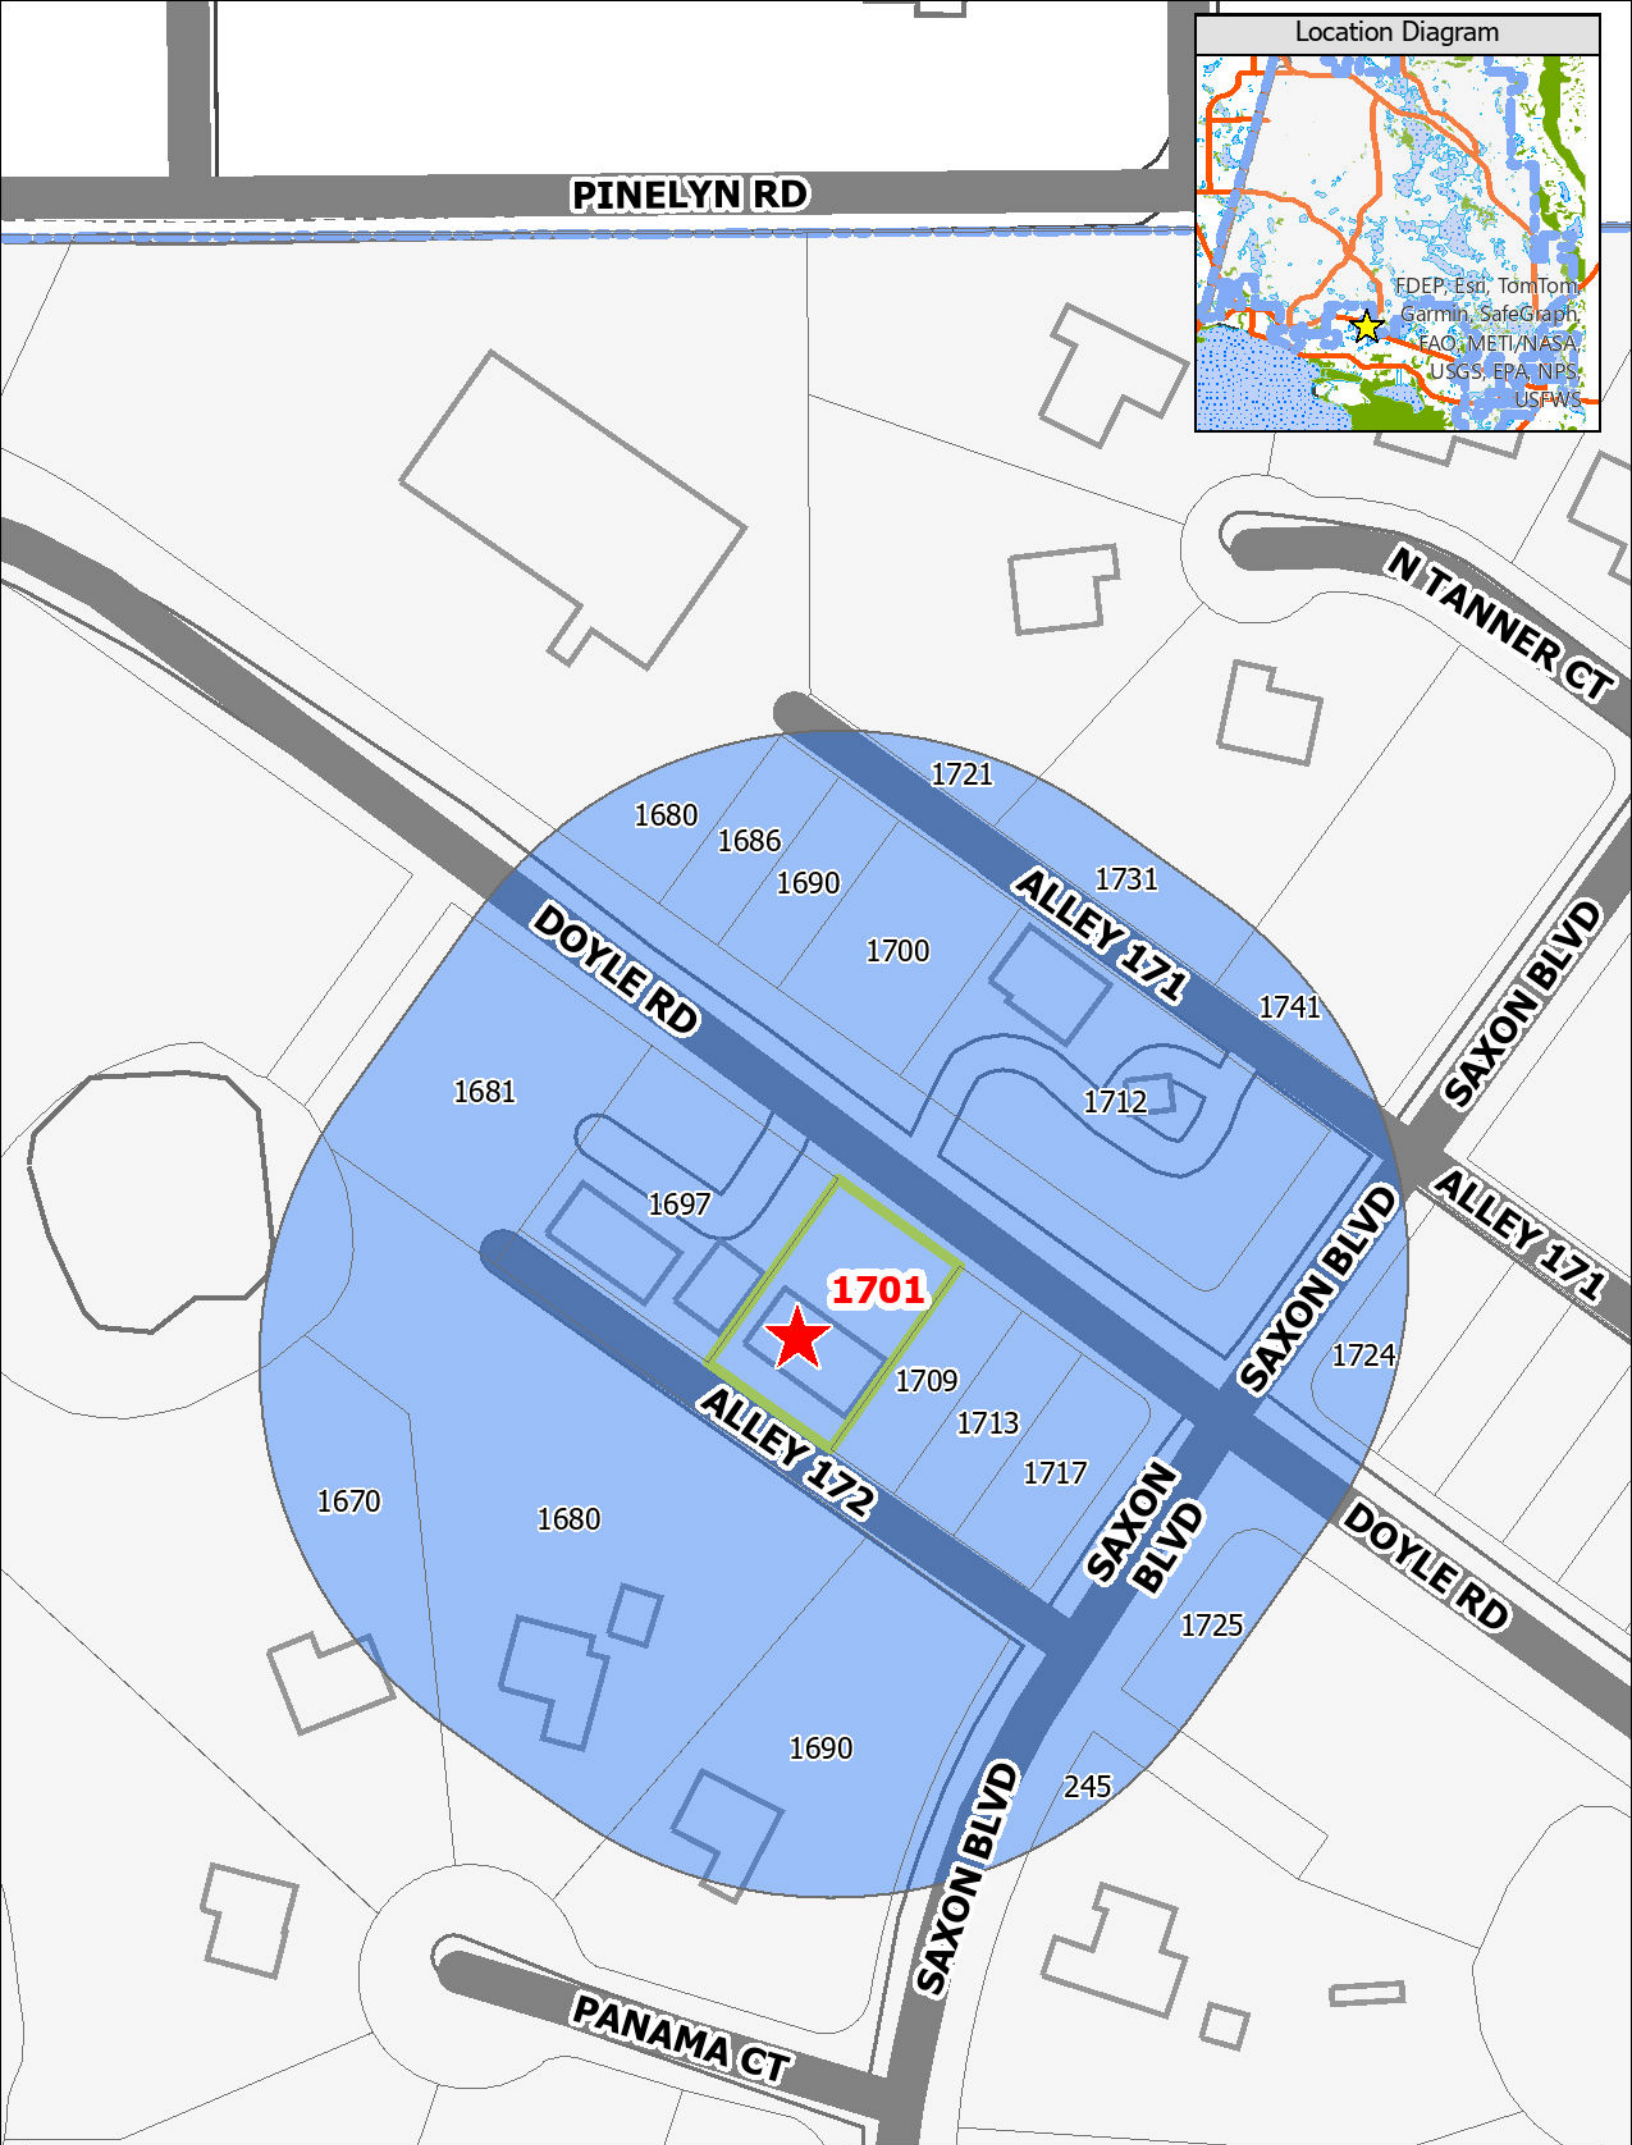 Location Diagram
FDEP, Esri, TomTom,
Garmin, SafeGraph,
FAO, METI/NASA,
USGS, EPA, NPS,
USFWS
PINELYN RD
N TANNER CT
1721
1680
1686
1690
1731
1700
ALLEY 171
DOYLE RD
SAXON BLVD
1741
1681
1712
1697
ALLEY 171
SAXON BLVD
1701
1724
1709
1713
1717
ALLEY 172
SAXON
BLVD
1670
1680
DOYLE RD
1725
1690
245
SAXON BLVD
PANAMA CT